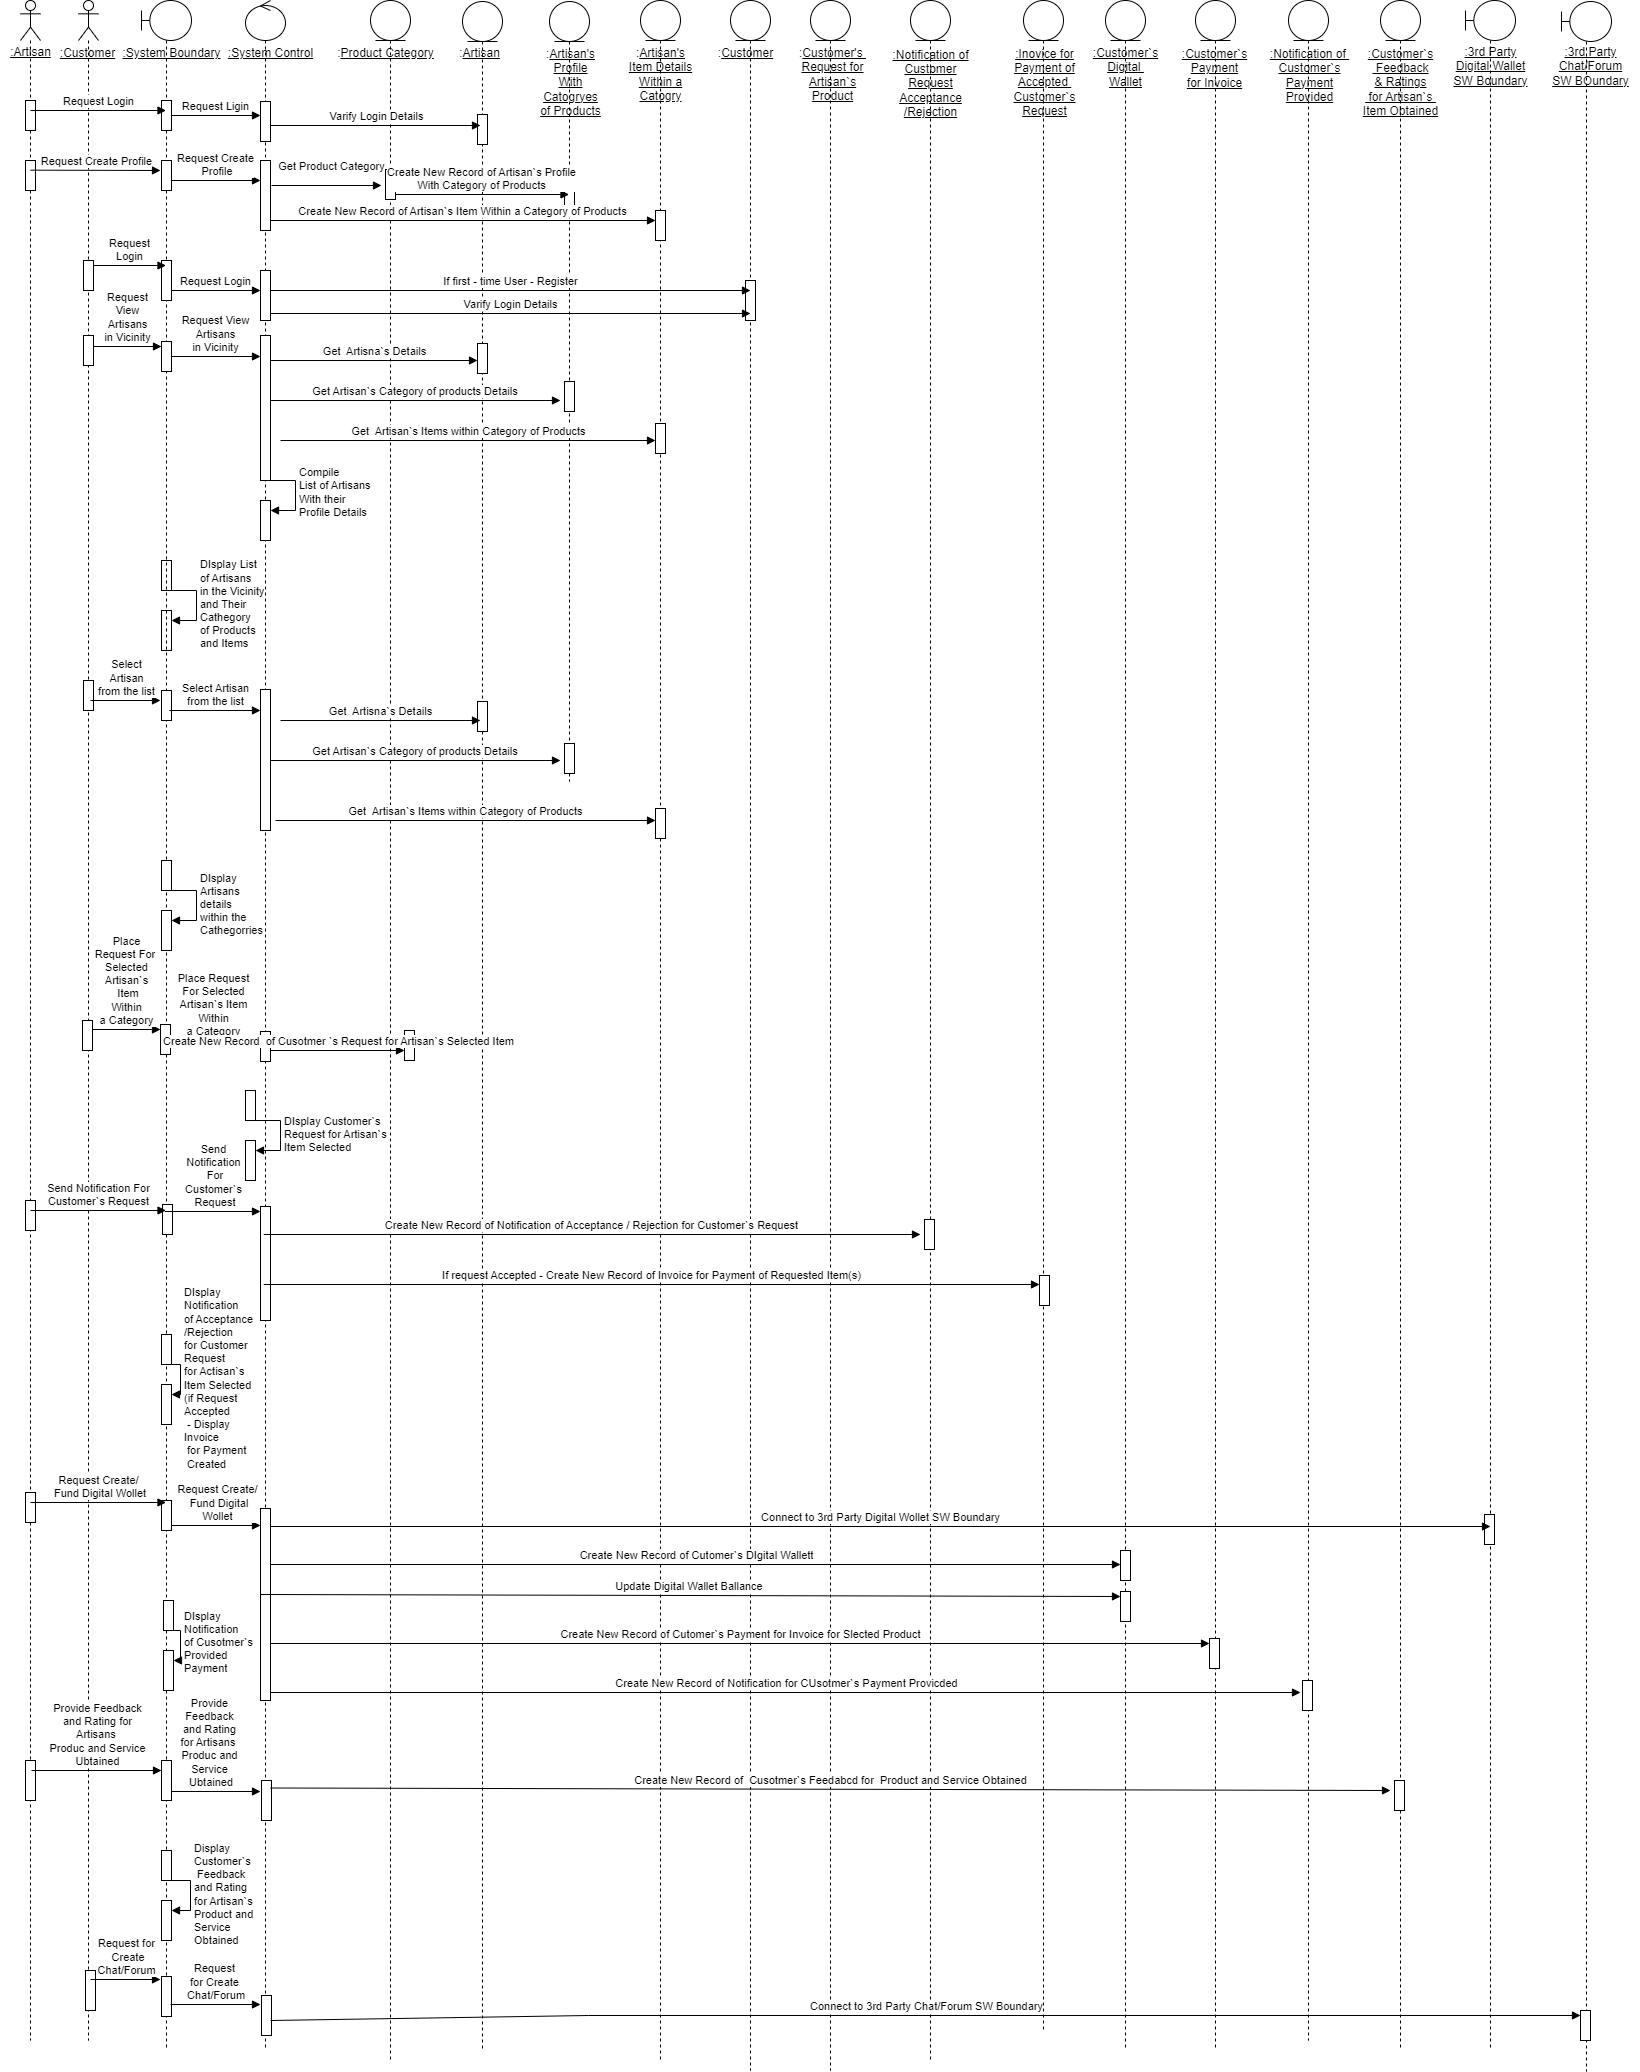 :Artisan
:Customer
:System Boundary
:System Control
:Product Category
:Artisan
:Artisan's
Profile
With
Catogryes
of Products
:Artisan's
Item Details
Within a
Catogry
:Customer
:Customer's
Request for
Artisan`s
Product
:Notification of
Custbmer
Request
Acceptance
/Rejection
:Inovice for
Payment of
Accepted
Customer`s
Request
:Customer`s
Digital
Wallet
:Customer`s
Payment
for Invoice
:Notification of
Customer`s
Payment
Provided
:Customer`s
Feedback
& Ratings
for Artisan`s
Item Obtained
:3rd Party
Digital Wallet
SW Boundary
:3rd Party
Chat/Forum
SW BOundary
Request Login
Request Ligin
Varify Login Details
Request Create Profile
Request Create
Profile
Get Product Category
Create New Record of Artisan`s Profile
With Category of Products
Create New Record of Artisan`s Item Within a Category of Products
Request
Login
Request Login
If first - time User - Register
Varify Login Details
Request
View
Artisans
in Vicinity
Request View
Artisans
in Vicinity
Get  Artisna`s Details
Get Artisan`s Category of products Details
Get  Artisan`s Items within Category of Products
Compile
List of Artisans
With their
Profile Details
DIsplay List
of Artisans
in the Vicinity
and Their
Cathegory
of Products
and Items
Select
Artisan
from the list
Select Artisan
from the list
Get  Artisna`s Details
Get Artisan`s Category of products Details
Get  Artisan`s Items within Category of Products
DIsplay
Artisans
details
within the
Cathegorries
Place
Request For
Selected
Artisan`s
Item
Within
a Category
Place Request
For Selected
Artisan`s Item
Within
a Category
Create New Record  of Cusotmer `s Request for Artisan`s Selected Item
DIsplay Customer`s
Request for Artisan`s
Item Selected
Send
Notification
For
Customer`s
Request
Send Notification For
Customer`s Request
Create New Record of Notification of Acceptance / Rejection for Customer`s Request
If request Accepted - Create New Record of Invoice for Payment of Requested Item(s)
DIsplay
Notification
of Acceptance
/Rejection
for Customer
Request
for Actisan`s
Item Selected
(if Request
Accepted
- Display
Invoice
for Payment
Created
Request Create/
Fund Digital Wollet
Request Create/
Fund Digital
Wollet
Connect to 3rd Party Digital Wollet SW Boundary
Create New Record of Cutomer`s DIgital Wallett
Update Digital Wallet Ballance
DIsplay
Notification
of Cusotmer`s
Provided
Payment
Create New Record of Cutomer`s Payment for Invoice for Slected Product
Create New Record of Notification for CUsotmer`s Payment Provicded
Provide Feedback
and Rating for
Artisans
Produc and Service
Ubtained
Provide
Feedback
and Rating
for Artisans
Produc and
Service
Ubtained
Create New Record of  Cusotmer`s Feedabcd for  Product and Service Obtained
Display
Customer`s
Feedback
and Rating
for Artisan`s
Product and
Service
Obtained
Request for
Create
Chat/Forum
Request
for Create
Chat/Forum
Connect to 3rd Party Chat/Forum SW Boundary